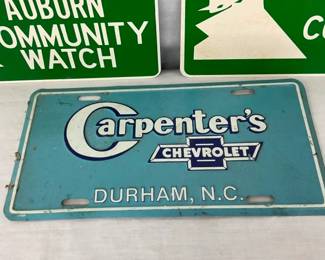 AUBURN
COMMUNITY
WATCH
Carpenter's
CHEVROLET
DURHAM, N.C.